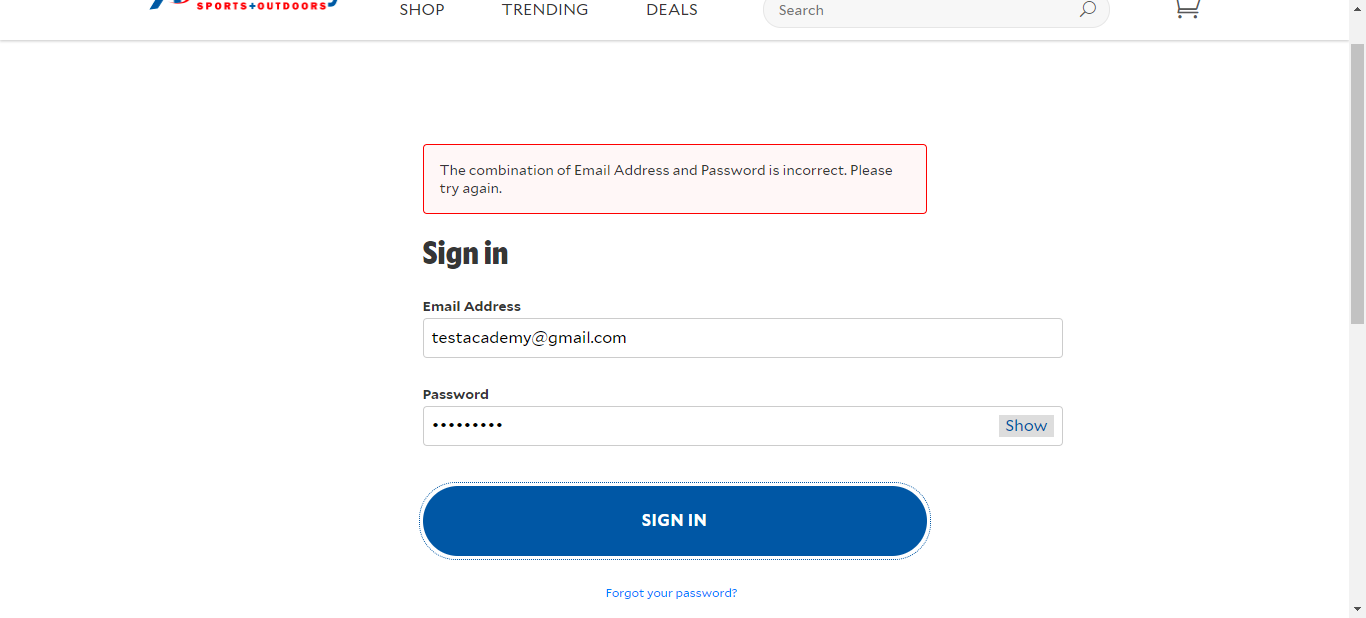 SPORTS+OUTDOORS
SHOP TRENDING DEALS Search
The combination of Email Address and Password is incorrect. Please
try again.
Sign in
Email Address
testacademy@gmail.com
Password
••••••••• Show
SIGN IN
Forgot your password?